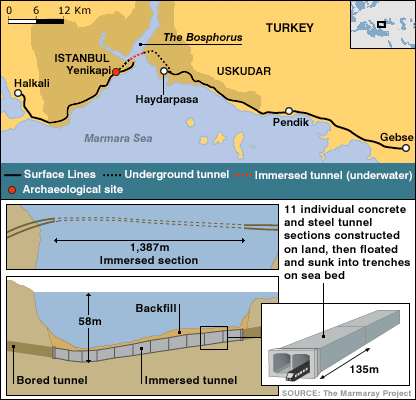 0 6 12 Km
The Bosphorus
TURKEY
ISTANBUL
Yenikapi
USKUDAR
Halkali
Haydarpasa
Pendik
Marmara Sea
Gebse
Surface Lines
Underground tunnel
Immersed tunnel (underwater)
Archaeological site
1,387m
Immersed section
11 individual concrete
and steel tunnel
sections constructed
on land, then floated
and sunk into trenches
on sea bed
58m
Backfill
Bored tunnel
Immersed tunnel
135m
SOURCE: The Marmaray Project